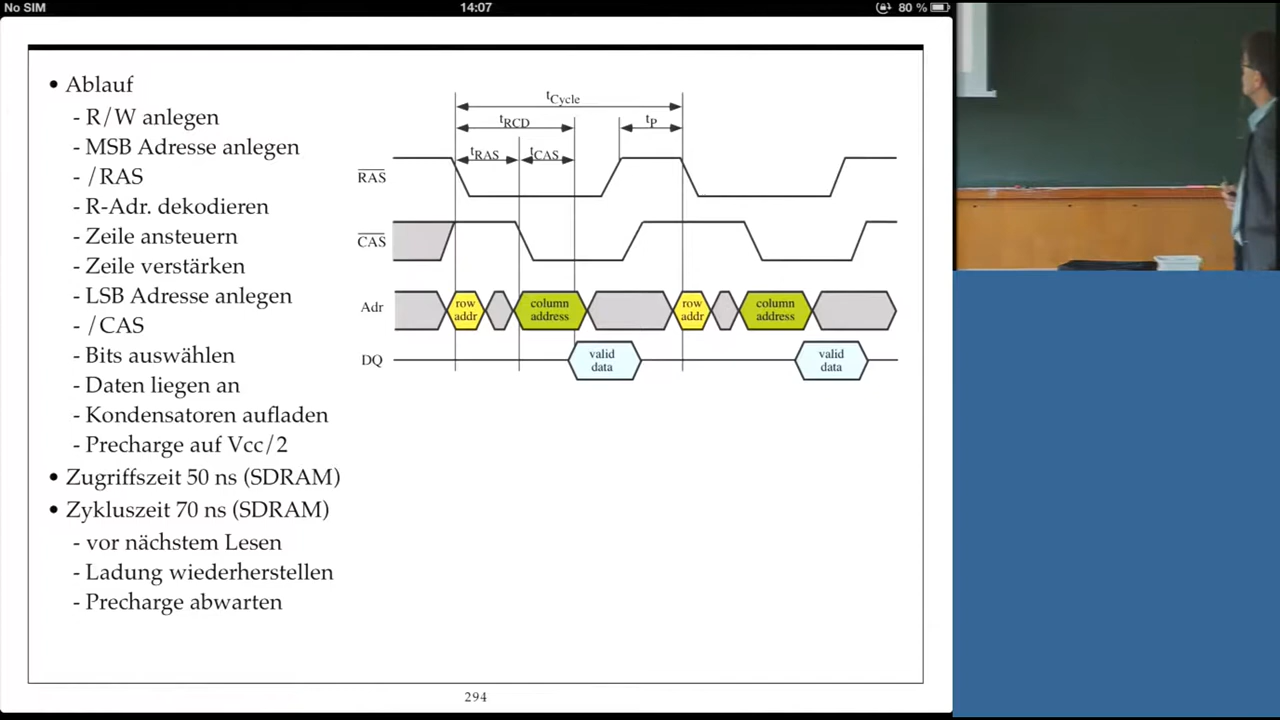 No SIM 14:07 80 %
• Ablauf
- R/W anlegen
- MSB Adresse anlegen
- /RAS
- R-Adr. dekodieren
- Zeile ansteuern
- Zeile verstärken
- LSB Adresse anlegen
- /CAS
- Bits auswählen
- Daten liegen an
- Kondensatoren aufladen
- Precharge auf Vcc/2
• Zugriffszeit 50 ns (SDRAM)
• Zykluszeit 70 ns (SDRAM)
- vor nächstem Lesen
- Ladung wiederherstellen
- Precharge abwarten
tCycle
tRCD tP
tRAS tCAS
RAS
CAS
Adr
row
addr
column
address
row
addr
column
address
DQ
valid
data
valid
data
294